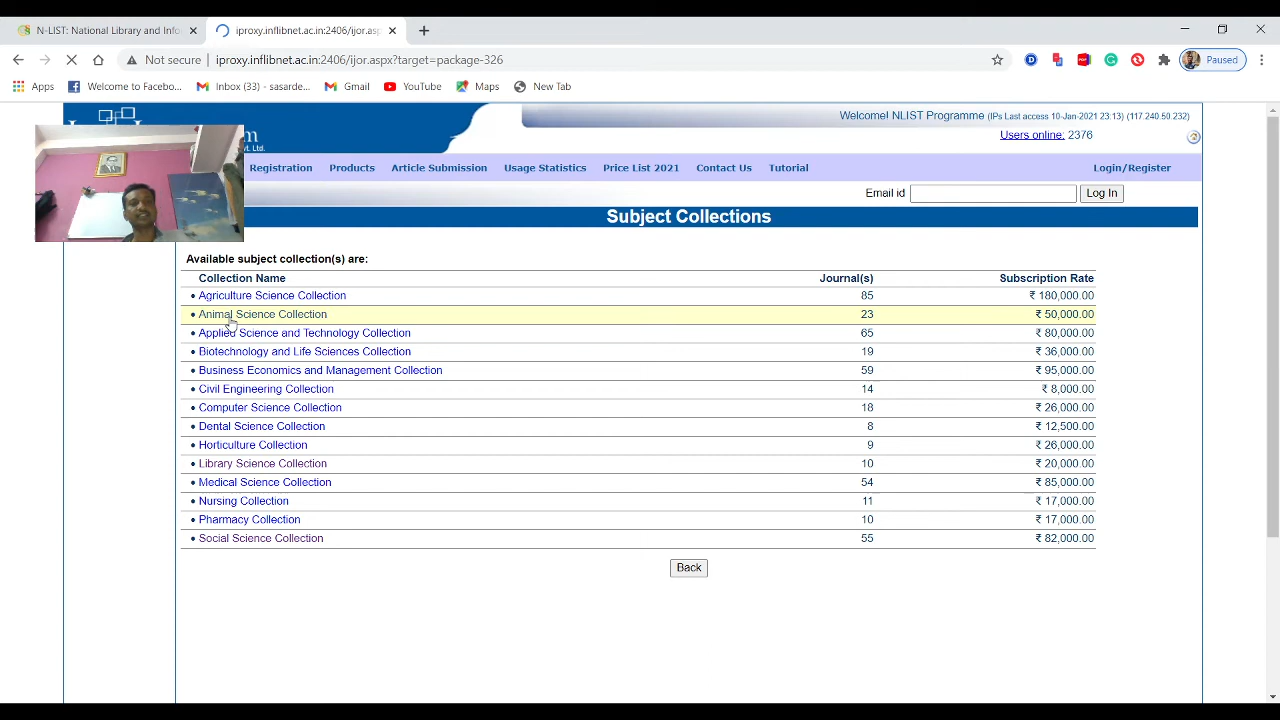 N-LIST: National Library and Info
iproxy.inflibnet.ac.in:2406/ijor.asp
Not secure
iproxy.inflibnet.ac.in:2406/ijor.aspx?target=package-326
Paused
Apps
Welcome to Facebo...
Inbox (33) - sasarde...
Gmail
YouTube
Maps
New Tab
Welcome! NLIST Programme (IPs Last access 10-Jan-2021 23:13) (117.240.50.232)
Users online: 2376
Registration Products Article Submission Usage Statistics Price List 2021 Contact Us Tutorial Login/Register
Email id Log In
Subject Collections
Available subject collection(s) are:
Collection Name Journal(s) Subscription Rate
• Agriculture Science Collection 85 ₹ 180,000.00
• Animal Science Collection 23 ₹ 50,000.00
• Applied Science and Technology Collection 65 ₹ 80,000.00
• Biotechnology and Life Sciences Collection 19 ₹ 36,000.00
• Business Economics and Management Collection 59 ₹ 95,000.00
• Civil Engineering Collection 14 ₹ 8,000.00
• Computer Science Collection 18 ₹ 26,000.00
• Dental Science Collection 8 ₹ 12,500.00
• Horticulture Collection 9 ₹ 26,000.00
• Library Science Collection 10 ₹ 20,000.00
• Medical Science Collection 54 ₹ 85,000.00
• Nursing Collection 11 ₹ 17,000.00
• Pharmacy Collection 10 ₹ 17,000.00
• Social Science Collection 55 ₹ 82,000.00
Back